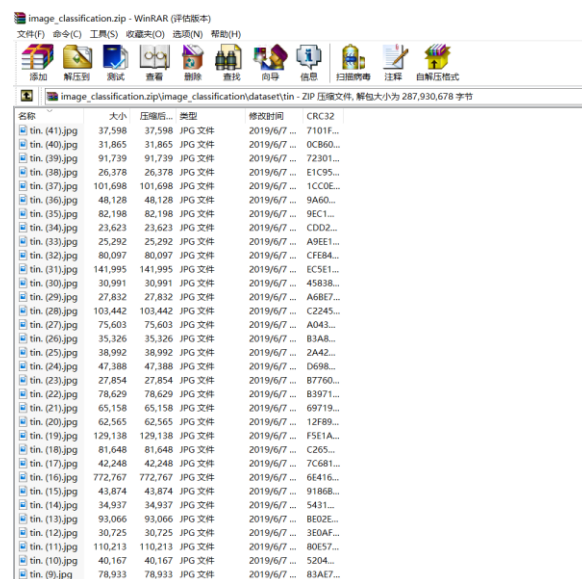 image_classification.zip - WinRAR (评估版本)
文件(F) 命令(C) 工具(S) 收藏夹(O) 选项(N) 帮助(H)
添加 解压到 测试 查看 删除 查找 向导 信息 扫描病毒 注释 自解压格式
image_classification.zip\image_classification\dataset\tin - ZIP 压缩文件, 解包大小为 287,930,678 字节
名称 大小 压缩后... 类型 修改时间 CRC32
tin. (41).jpg 37,598 37,598 JPG 文件 2019/6/7 ... 7101F...
tin. (40).jpg 31,865 31,865 JPG 文件 2019/6/7 ... 0CB60...
tin. (39).jpg 91,739 91,739 JPG 文件 2019/6/7 ... 72301...
tin. (38).jpg 26,378 26,378 JPG 文件 2019/6/7 ... E1C95...
tin. (37).jpg 101,698 101,698 JPG 文件 2019/6/7 ... 1CC0E...
tin. (36).jpg 48,128 48,128 JPG 文件 2019/6/7 ... 9A60...
tin. (35).jpg 82,198 82,198 JPG 文件 2019/6/7 ... 9EC1...
tin. (34).jpg 23,623 23,623 JPG 文件 2019/6/7 ... CDD2...
tin. (33).jpg 25,292 25,292 JPG 文件 2019/6/7 ... A9EE1...
tin. (32).jpg 80,097 80,097 JPG 文件 2019/6/7 ... CFE84...
tin. (31).jpg 141,995 141,995 JPG 文件 2019/6/7 ... EC5E1...
tin. (30).jpg 30,991 30,991 JPG 文件 2019/6/7 ... 45838...
tin. (29).jpg 27,832 27,832 JPG 文件 2019/6/7 ... A6BE7...
tin. (28).jpg 103,442 103,442 JPG 文件 2019/6/7 ... C2245...
tin. (27).jpg 75,603 75,603 JPG 文件 2019/6/7 ... A043...
tin. (26).jpg 35,326 35,326 JPG 文件 2019/6/7 ... B3A8...
tin. (25).jpg 38,992 38,992 JPG 文件 2019/6/7 ... 2A42...
tin. (24).jpg 47,388 47,388 JPG 文件 2019/6/7 ... D698...
tin. (23).jpg 27,854 27,854 JPG 文件 2019/6/7 ... B7760...
tin. (22).jpg 78,629 78,629 JPG 文件 2019/6/7 ... B3971...
tin. (21).jpg 65,158 65,158 JPG 文件 2019/6/7 ... 69719...
tin. (20).jpg 62,565 62,565 JPG 文件 2019/6/7 ... 12F89...
tin. (19).jpg 129,138 129,138 JPG 文件 2019/6/7 ... F5E1A...
tin. (18).jpg 81,648 81,648 JPG 文件 2019/6/7 ... C265...
tin. (17).jpg 42,248 42,248 JPG 文件 2019/6/7 ... 7C681...
tin. (16).jpg 772,767 772,767 JPG 文件 2019/6/7 ... 6E416...
tin. (15).jpg 43,874 43,874 JPG 文件 2019/6/7 ... 9186B...
tin. (14).jpg 34,937 34,937 JPG 文件 2019/6/7 ... 5431...
tin. (13).jpg 93,066 93,066 JPG 文件 2019/6/7 ... BE02E...
tin. (12).jpg 30,725 30,725 JPG 文件 2019/6/7 ... 3E0AF...
tin. (11).jpg 110,213 110,213 JPG 文件 2019/6/7 ... 80E57...
tin. (10).jpg 40,167 40,167 JPG 文件 2019/6/7 ... 5204...
tin. (9).jpg 78,933 78,933 JPG 文件 2019/6/7 ... 83AE7...